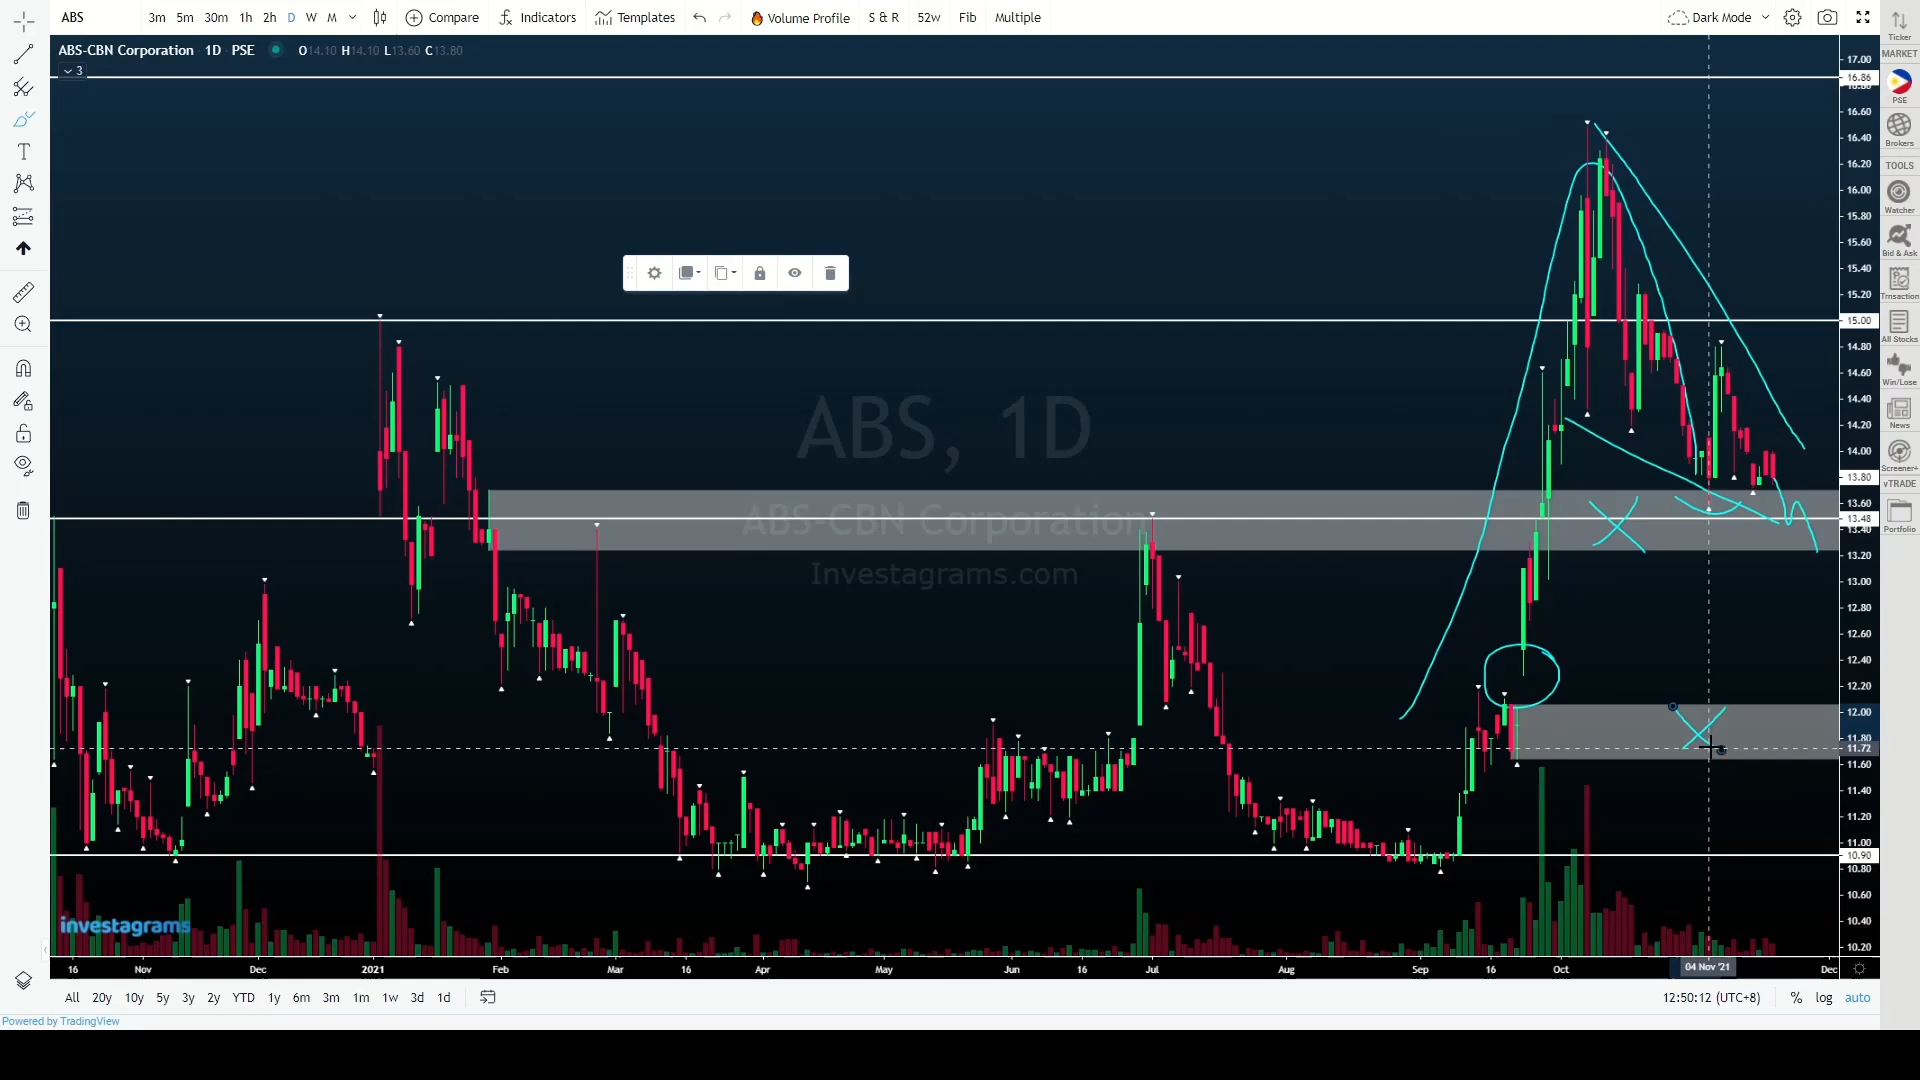 ABS 3m 5m 30m 1h 2h D W M Compare Indicators Templates Volume Profile S & R 52w Fib Multiple Dark Mode
ABS-CBN Corporation 1D PSE O14.10 H14.10 L13.60 C13.80
3
ABS, 1D
ABS-CBN Corporation
Investagrams.com
investagrams
17.00
16.86
16.80
16.60
16.40
16.20
16.00
15.80
15.60
15.40
15.20
15.00
14.80
14.60
14.40
14.20
14.00
13.80
13.60
13.48
13.40
13.20
13.00
12.80
12.60
12.40
12.20
12.00
11.80
11.72
11.60
11.40
11.20
11.00
10.90
10.80
10.60
10.40
10.20
16 Nov Dec 2021 Feb Mar 16 Apr May Jun 16 Jul Aug Sep 16 Oct 04 Nov '21 Dec
All 20y 10y 5y 3y 2y YTD 1y 6m 3m 1m 1w 3d 1d 12:50:12 (UTC+8) % log auto
Powered by TradingView
Ticker
MARKET
PSE
Brokers
TOOLS
Watcher
Bid & Ask
Trnsaction
All Stocks
Win/Lose
News
Screener+
vTRADE
Portfolio